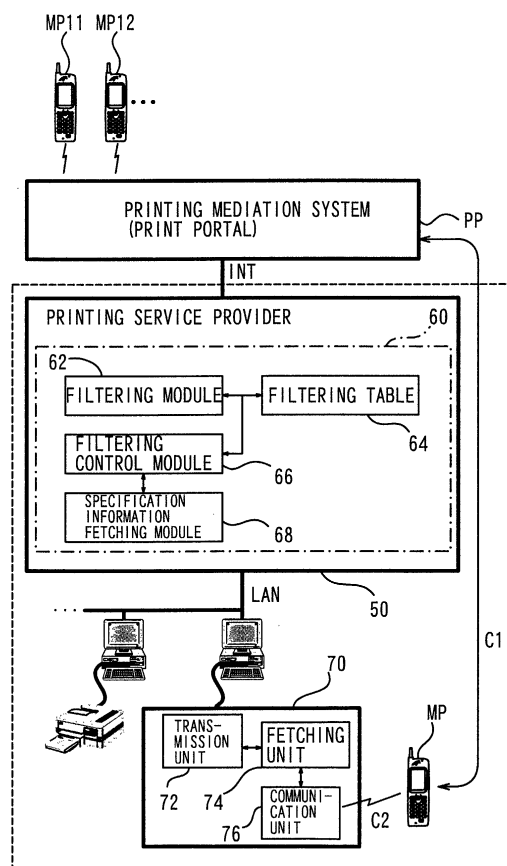 MP11 MP12
PRINTING MEDIATION SYSTEM
(PRINT PORTAL)
PP
INT
PRINTING SERVICE PROVIDER
60
62
FILTERING MODULE
FILTERING TABLE
64
FILTERING
CONTROL MODULE
66
SPECIFICATION
INFORMATION
FETCHING MODULE
68
LAN
50
C1
70
TRANS-
MISSION
UNIT
FETCHING
UNIT
MP
72
74
76
COMMUNI-
CATION
UNIT
C2